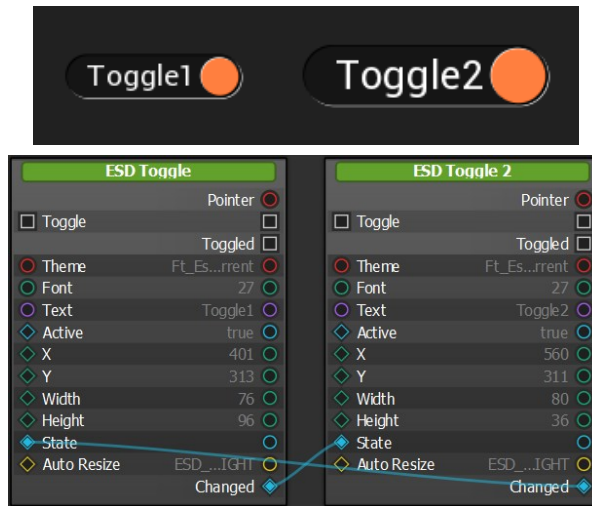 Toggle1
Toggle2
ESD Toggle
Pointer
Toggle
Toggled
Theme Ft_Es...rrent
Font 27
Text Toggle1
Active true
X 401
Y 313
Width 76
Height 96
State
Auto Resize ESD_...IGHT
Changed
ESD Toggle 2
Pointer
Toggle
Toggled
Theme Ft_Es...rrent
Font 27
Text Toggle2
Active true
X 560
Y 311
Width 80
Height 36
State
Auto Resize ESD_...IGHT
Changed